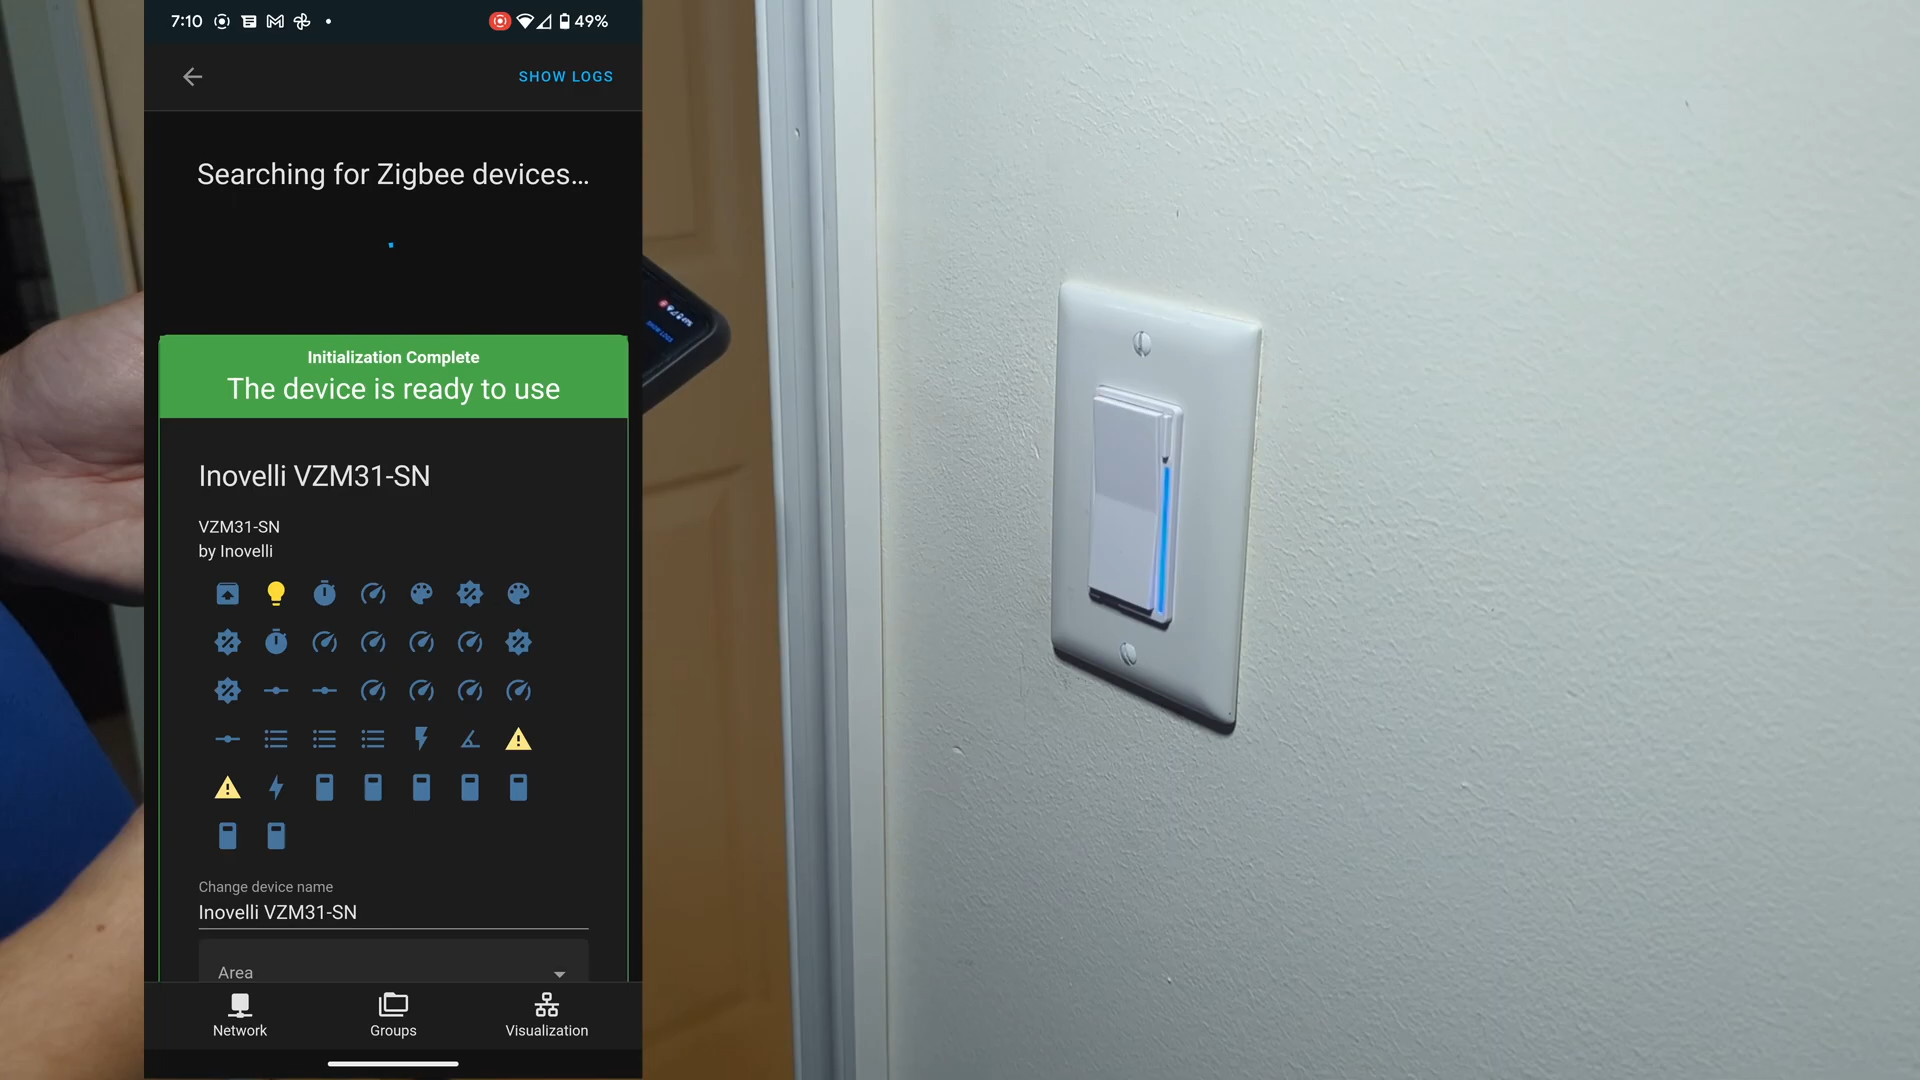 7:10
49%
SHOW LOGS
Searching for Zigbee devices…
Initialization Complete
The device is ready to use
Inovelli VZM31-SN
VZM31-SN
by Inovelli
Change device name
Inovelli VZM31-SN
Area
Network
Groups
Visualization